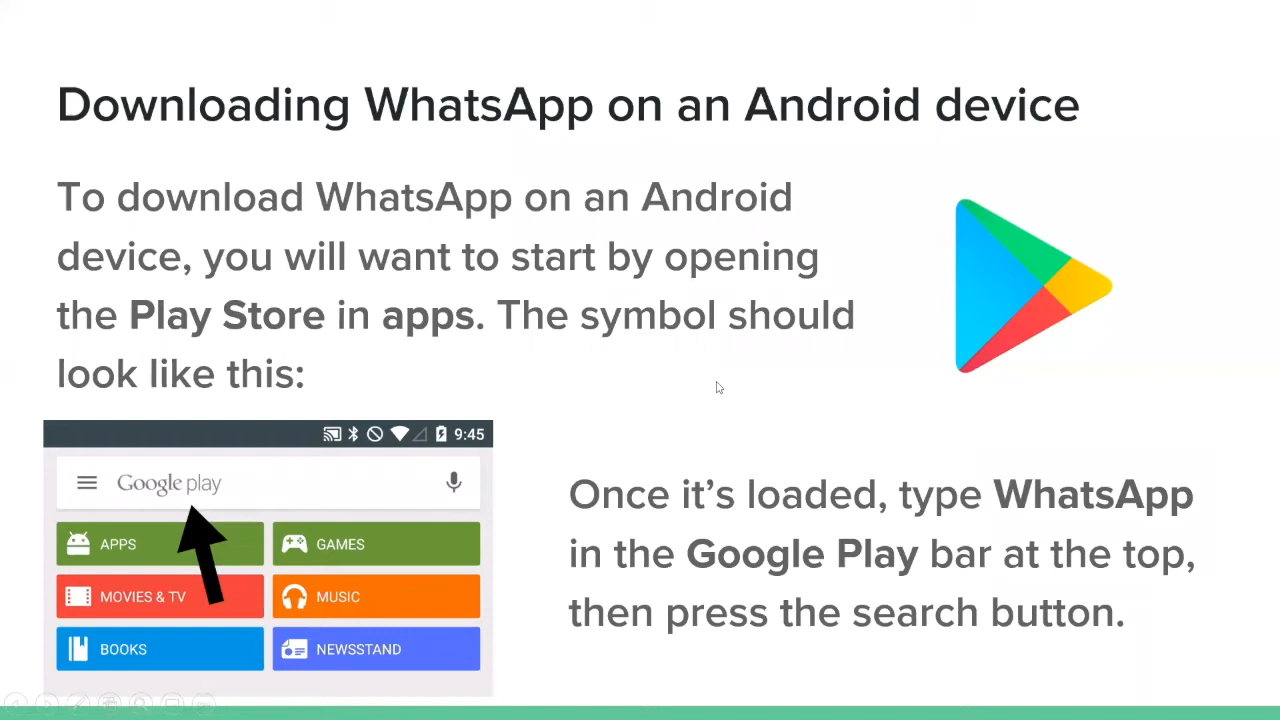 Downloading WhatsApp on an Android device
To download WhatsApp on an Android
device, you will want to start by opening
the Play Store in apps. The symbol should
look like this:
9:45
Google play
APPS
GAMES
MOVIES & TV
MUSIC
BOOKS
NEWSSTAND
Once it’s loaded, type WhatsApp
in the Google Play bar at the top,
then press the search button.